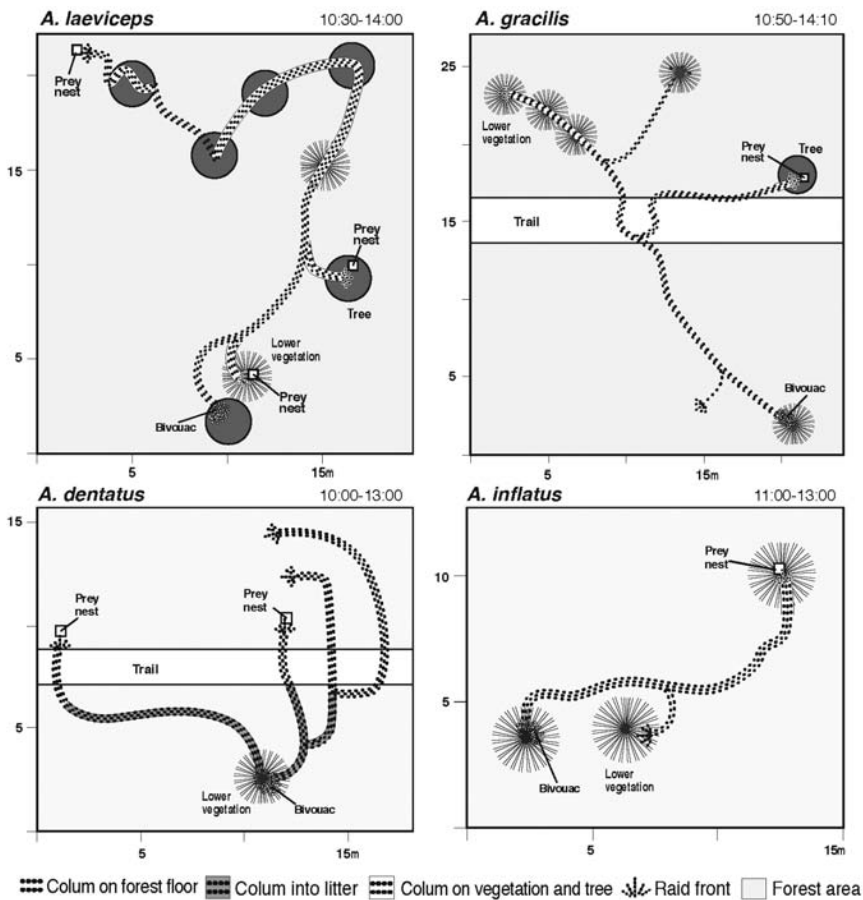 A. laeviceps 10:30-14:00
Prey
nest
15
Prey
nest
Tree
Lower
vegetation
5
Prey
nest
Bivouac
5
15m
A. gracilis 10:50-14:10
25
Lower
vegetation
Prey
nest
Tree
15
Trail
5
Bivouac
5
15m
A. dentatus 10:00-13:00
15
Prey
nest
Prey
nest
Trail
5
Lower
vegetation
Bivouac
5
15m
A. inflatus 11:00-13:00
Prey
nest
10
5
Bivouac
Lower
vegetation
5
10
15m
Colum on forest floor Colum into litter Colum on vegetation and tree Raid front Forest area